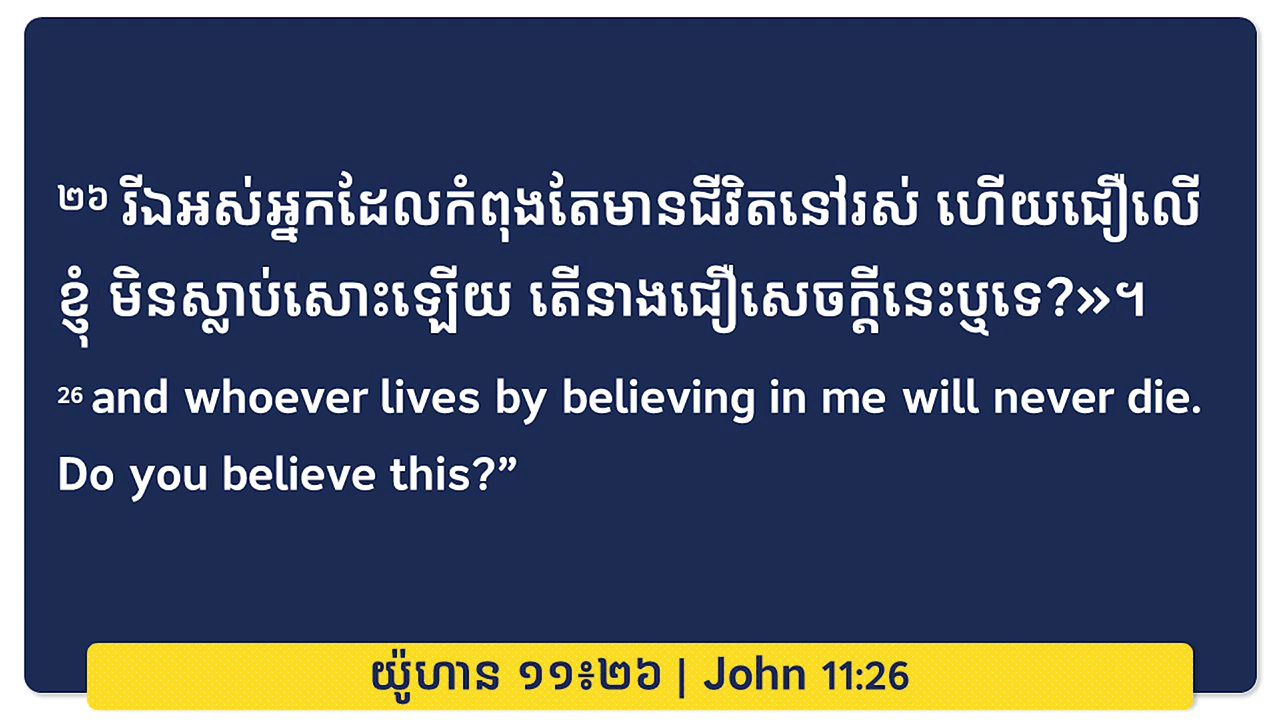 ២៦ រីឯអស់អ្នកដែលកំពុងតែមានជីវិតនៅរស់ ហើយជឿលើ
ខ្ញុំ មិនស្លាប់សោះឡើយ តើនាងជឿសេចក្ដីនេះឬទេ?»។
26 and whoever lives by believing in me will never die.
Do you believe this?”
យ៉ូហាន ១១៖២៦ | John 11:26